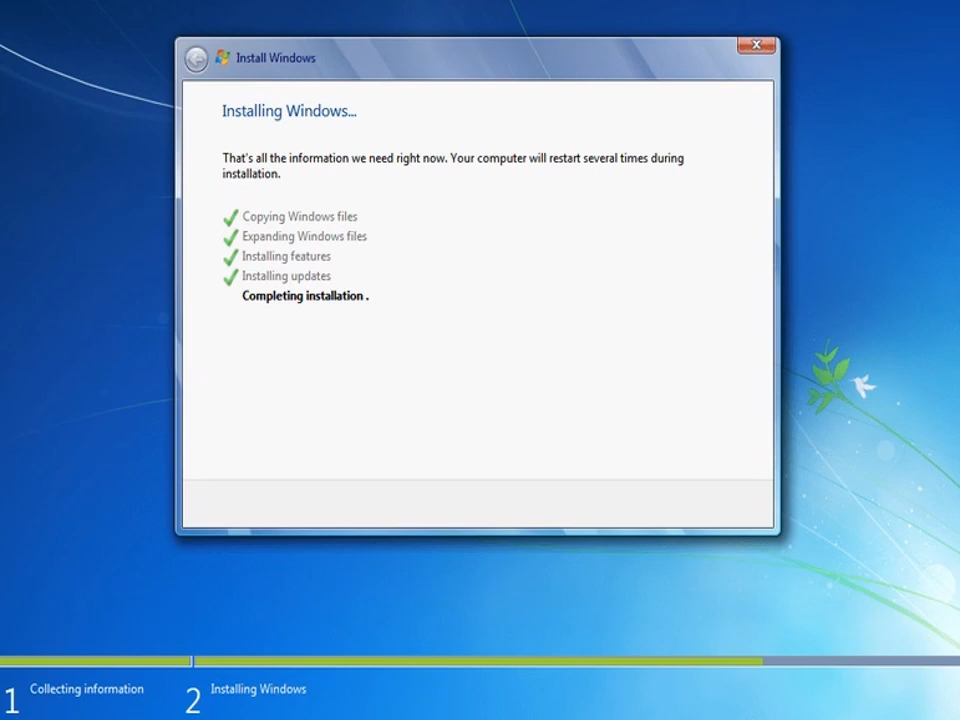 Install Windows
Installing Windows...
That's all the information we need right now. Your computer will restart several times during
installation.
Copying Windows files
Expanding Windows files
Installing features
Installing updates
Completing installation .
1 Collecting information
2 Installing Windows